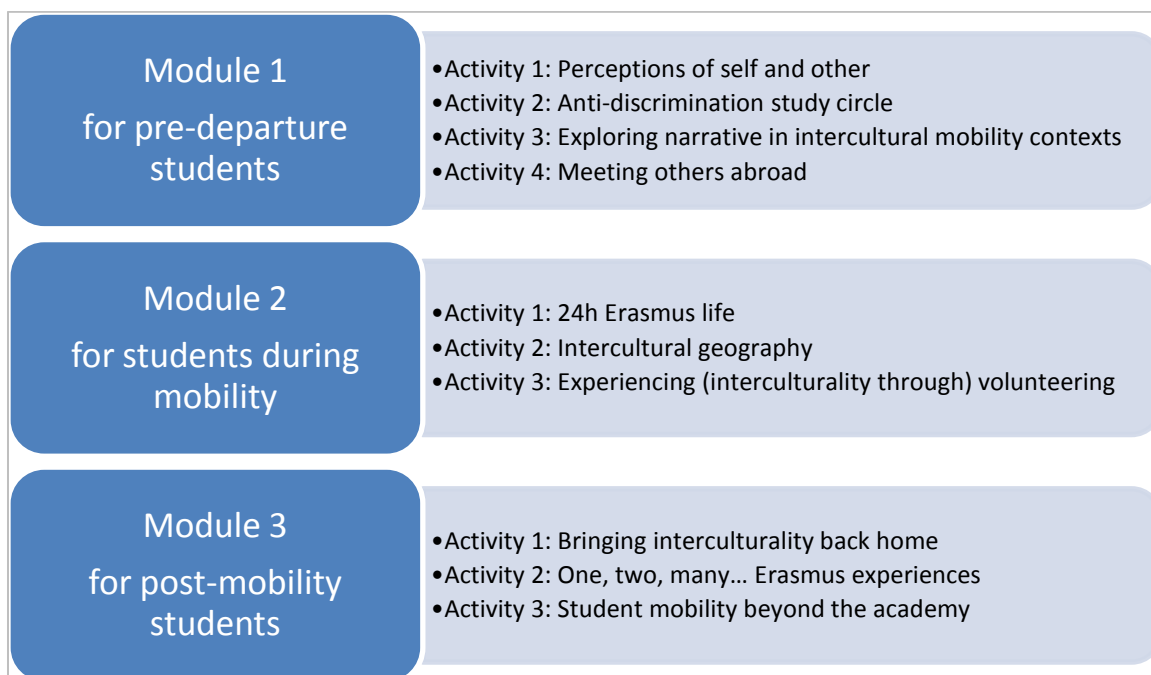 Module 1
for pre-departure
students
•Activity 1: Perceptions of self and other
•Activity 2: Anti-discrimination study circle
•Activity 3: Exploring narrative in intercultural mobility contexts
•Activity 4: Meeting others abroad
Module 2
for students during
mobility
•Activity 1: 24h Erasmus life
•Activity 2: Intercultural geography
•Activity 3: Experiencing (interculturality through) volunteering
Module 3
for post-mobility
students
•Activity 1: Bringing interculturality back home
•Activity 2: One, two, many… Erasmus experiences
•Activity 3: Student mobility beyond the academy